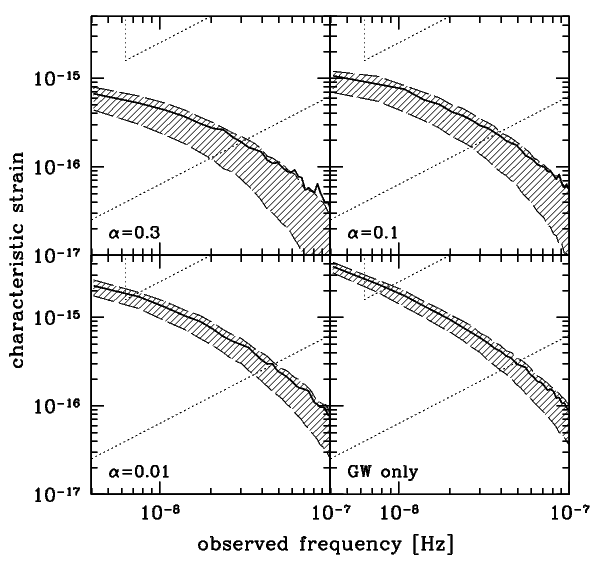 10⁻¹⁵
10⁻¹⁶
α=0.3
α=0.1
10⁻¹⁷
characteristic strain
10⁻¹⁵
10⁻¹⁶
α=0.01
GW only
10⁻¹⁷
10⁻⁸
10⁻⁷
10⁻⁸
10⁻⁷
observed frequency [Hz]